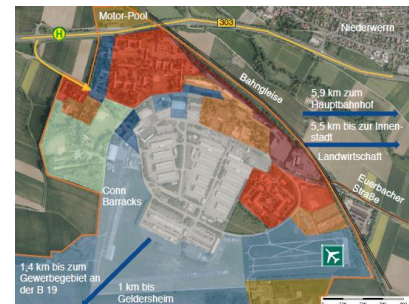 Motor-Pool
303
H
Niederwerrn
Bahngleise
5,9 km zum
Hauptbahnhof
5,5 km bis zur Innen-
stadt
Landwirtschaft
Euerbacher
Straße
Conn
Barracks
1,4 km bis zum
Gewerbegebiet an
der B 19
1 km bis
Geldersheim